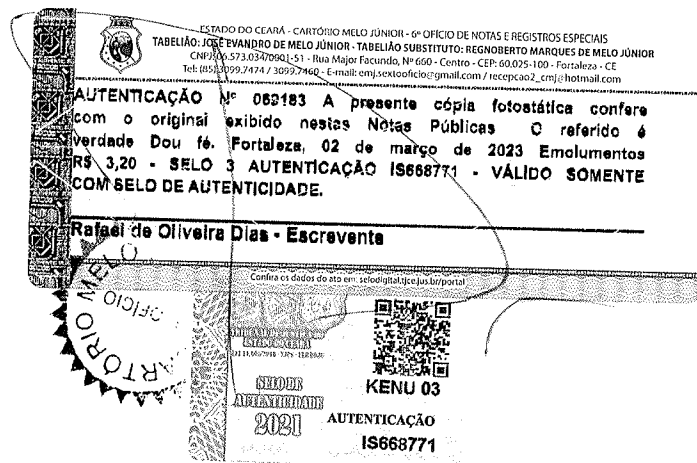 ESTADO DO CEARÁ - CARTÓRIO MELO JÚNIOR - 6º OFÍCIO DE NOTAS E REGISTROS ESPECIAIS
TABELIÃO: JOSÉ EVANDRO DE MELO JÚNIOR - TABELIÃO SUBSTITUTO: REGNOBERTO MARQUES DE MELO JÚNIOR
CNPJ: 06.573.034/0001-51 - Rua Major Facundo, Nº 660 - Centro - CEP: 60.025-100 - Fortaleza - CE
Tel: (85) 3099.7474 / 3099.7460 - E-mail: emj.sextooficio@gmail.com / recepcao2_cmj@hotmail.com
AUTENTICAÇÃO Nº 063183 A presente cópia fotostática confere
com o original exibido nestas Notas Públicas O referido é
verdade Dou fé. Fortaleza, 02 de março de 2023 Emolumentos
R$ 3,20 - SELO 3 AUTENTICAÇÃO IS668771 - VÁLIDO SOMENTE
COM SELO DE AUTENTICIDADE.
Rafael de Oliveira Dias - Escrevente
Confira os dados do ato em: selodigital.tjce.jus.br/portal
CARTÓRIO MELO
OFÍCIO
ESTADO DO CEARÁ
KENU 03
SELO DE
AUTENTICIDADE
2021
AUTENTICAÇÃO
IS668771